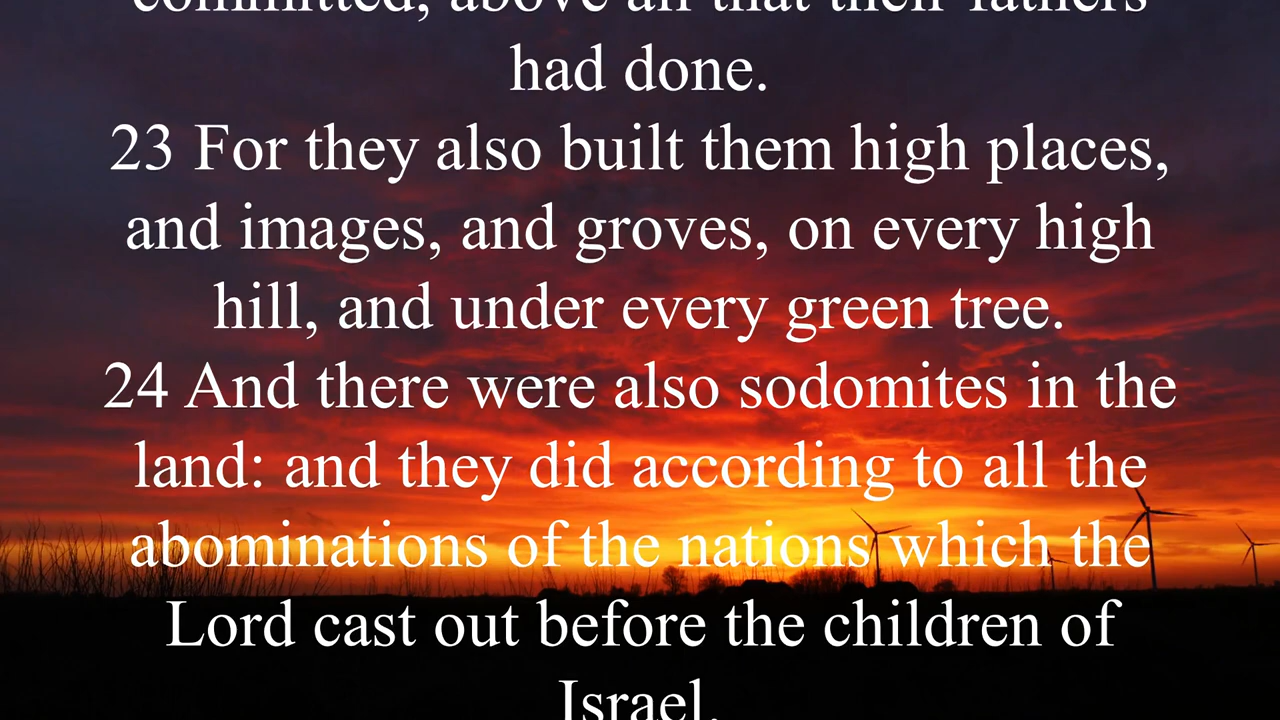 committed, above all that their fathers
had done.
23 For they also built them high places,
and images, and groves, on every high
hill, and under every green tree.
24 And there were also sodomites in the
land: and they did according to all the
abominations of the nations which the
Lord cast out before the children of
Israel.